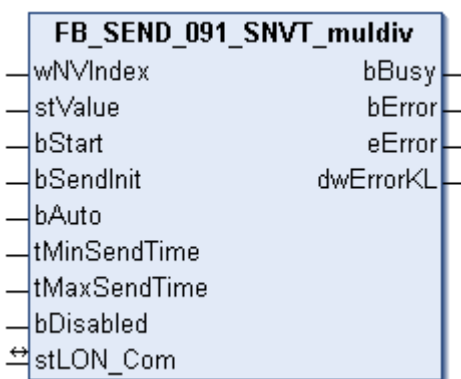 FB_SEND_091_SNVT_muldiv
wNVIndex bBusy
stValue bError
bStart eError
bSendInit dwErrorKL
bAuto
tMinSendTime
tMaxSendTime
bDisabled
stLON_Com